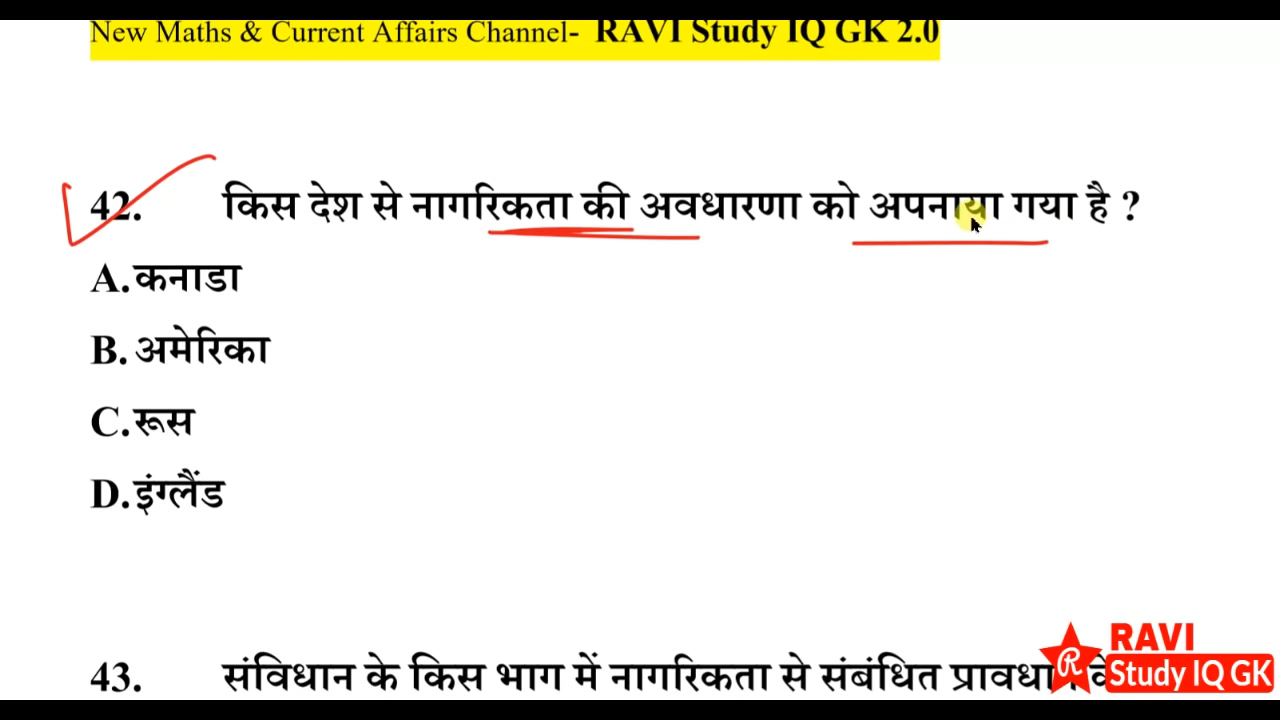 New Maths & Current Affairs Channel- RAVI Study IQ GK 2.0
42. किस देश से नागरिकता की अवधारणा को अपनाया गया है ?
A.कनाडा
B. अमेरिका
C.रूस
D.इंग्लैंड
43. संविधान के किस भाग में नागरिकता से संबंधित
RAVI
Study IQ GK
R